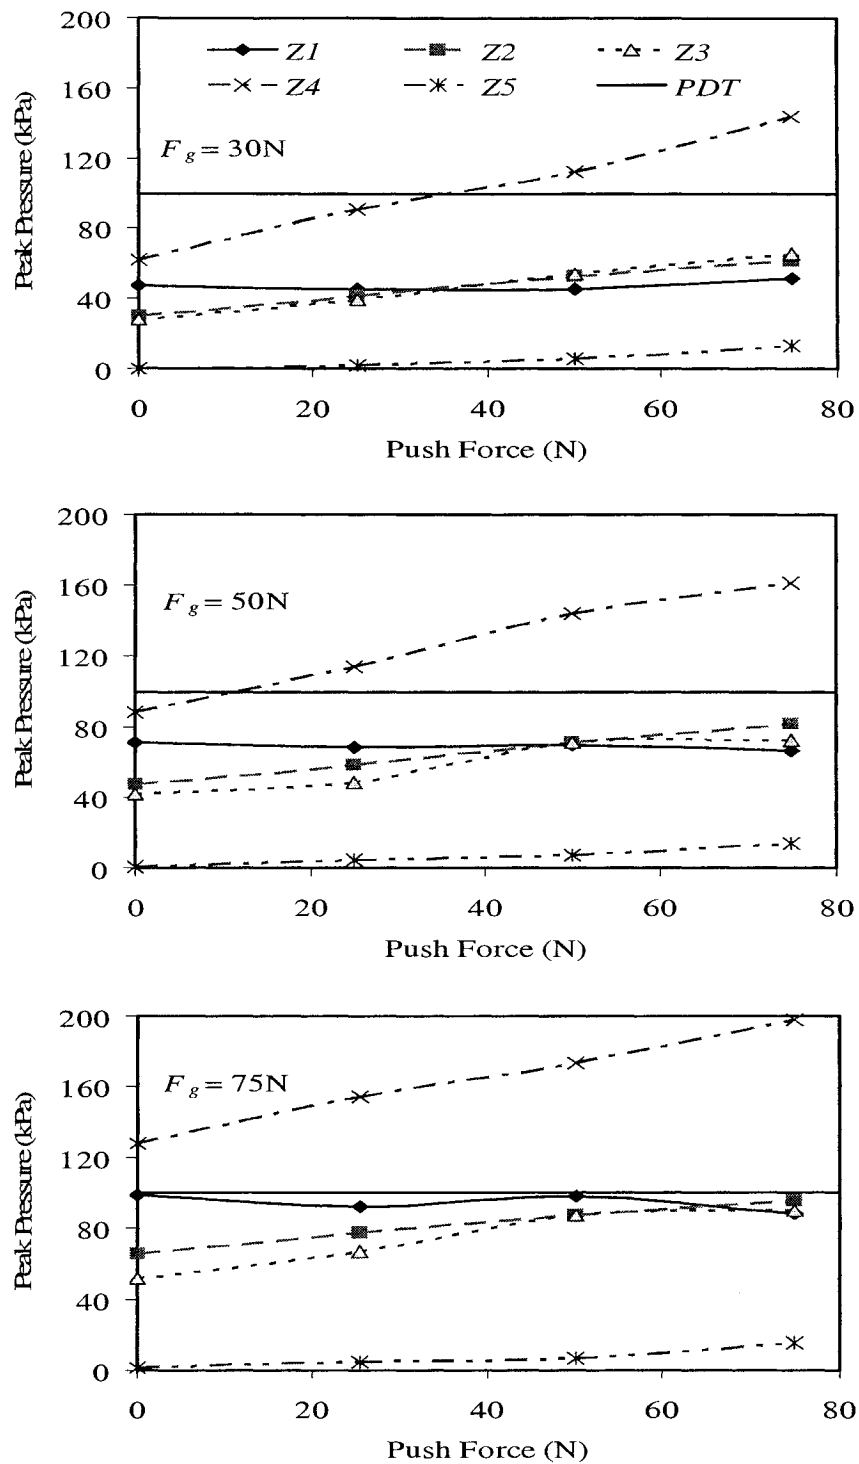 200
160
120
80
40
0
Peak Pressure (kPa)
Z1 Z2 Z3
Z4 Z5 PDT
F g = 30N
0 20 40 60 80
Push Force (N)
200
160
120
80
40
0
Peak Pressure (kPa)
F g = 50N
0 20 40 60 80
Push Force (N)
200
160
120
80
40
0
Peak Pressure (kPa)
F g = 75N
0 20 40 60 80
Push Force (N)